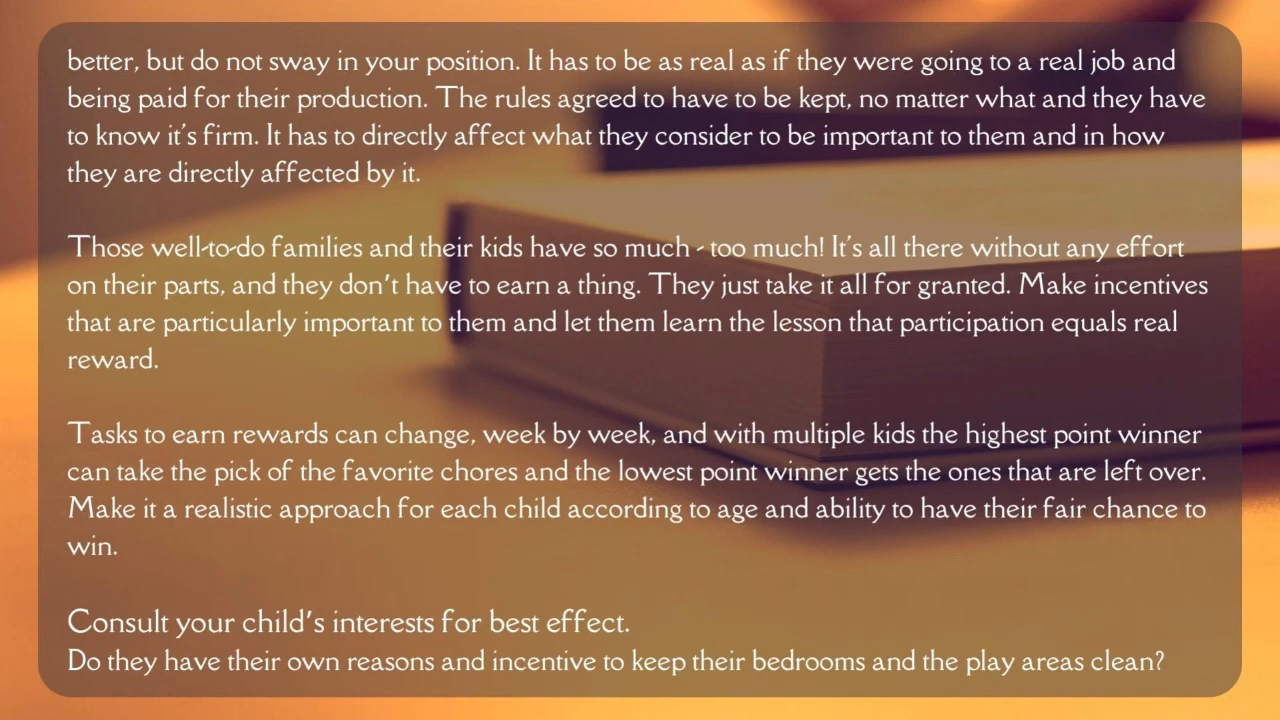 better, but do not sway in your position. It has to be as real as if they were going to a real job and
being paid for their production. The rules agreed to have to be kept, no matter what and they have
to know it's firm. It has to directly affect what they consider to be important to them and in how
they are directly affected by it.
Those well-to-do families and their kids have so much - too much! It's all there without any effort
on their parts, and they don't have to earn a thing. They just take it all for granted. Make incentives
that are particularly important to them and let them learn the lesson that participation equals real
reward.
Tasks to earn rewards can change, week by week, and with multiple kids the highest point winner
can take the pick of the favorite chores and the lowest point winner gets the ones that are left over.
Make it a realistic approach for each child according to age and ability to have their fair chance to
win.
Consult your child's interests for best effect.
Do they have their own reasons and incentive to keep their bedrooms and the play areas clean?